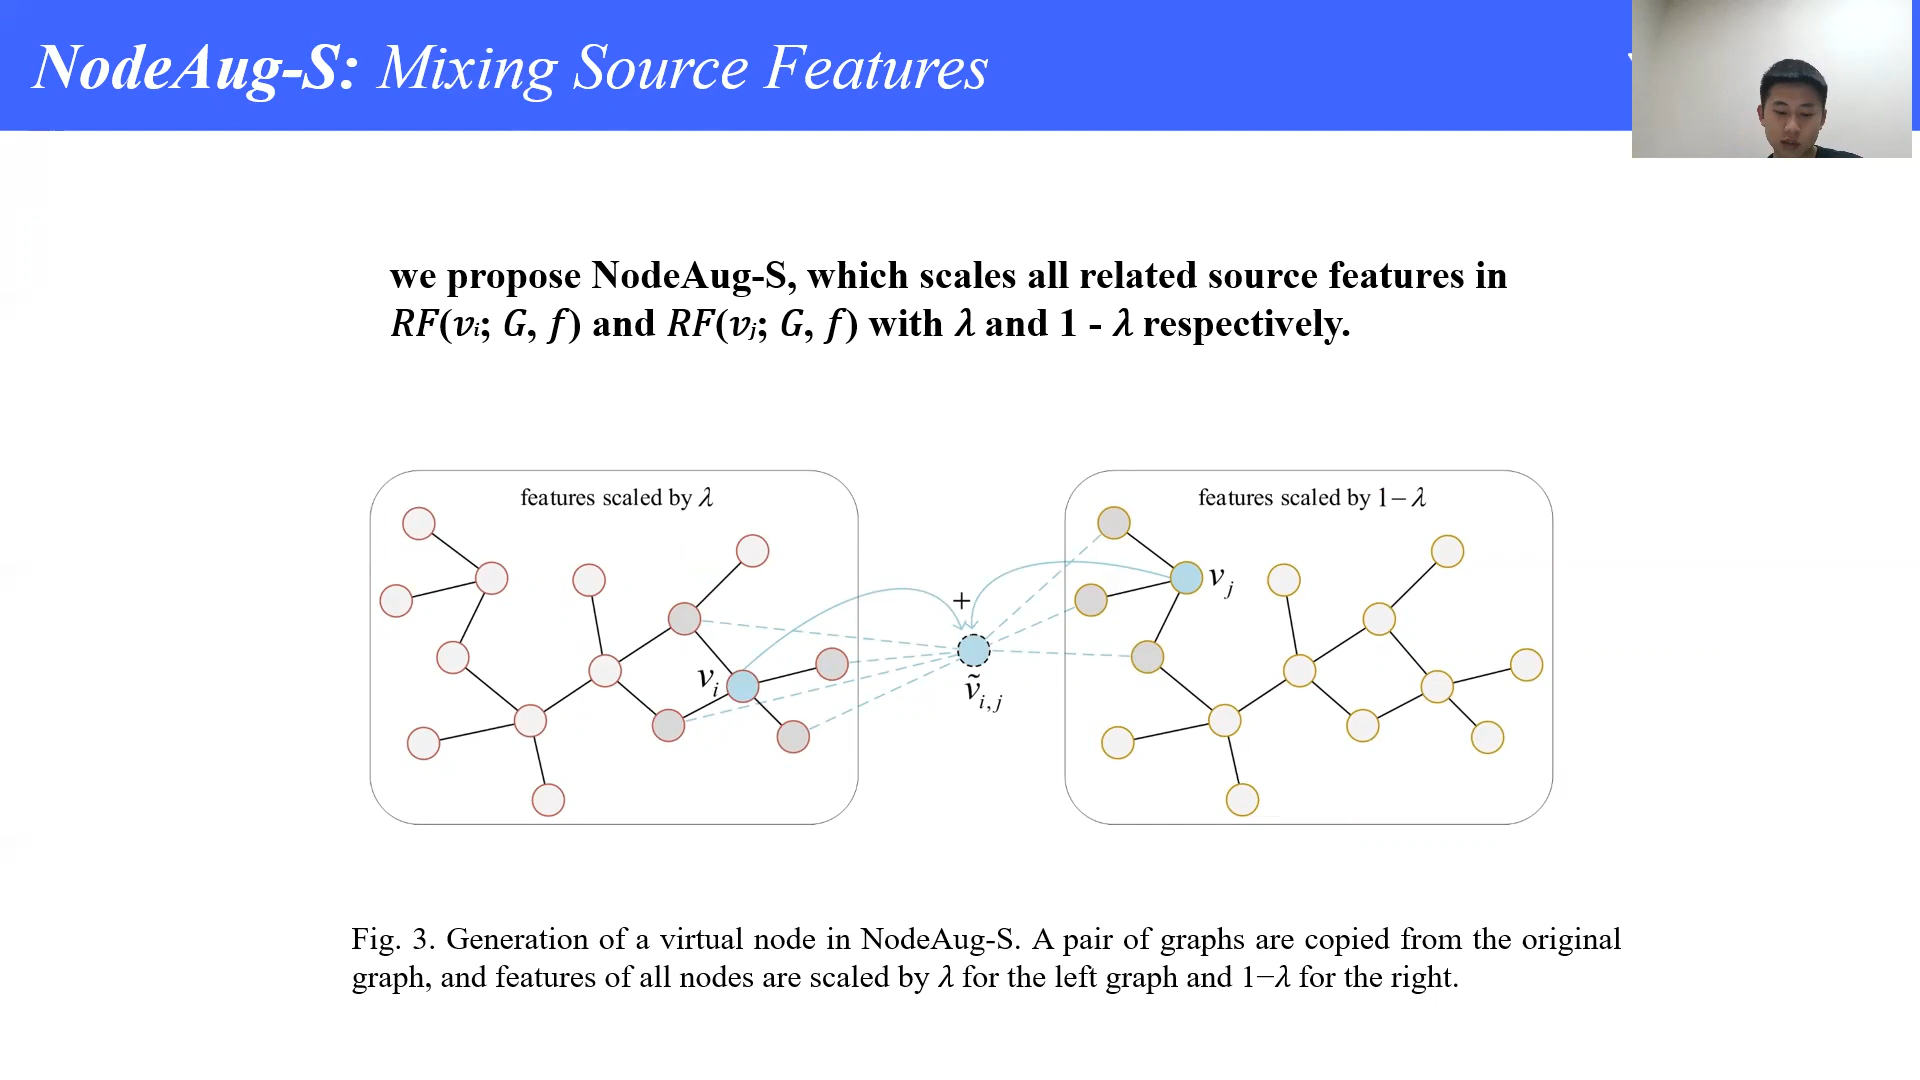 NodeAug-S: Mixing Source Features
we propose NodeAug-S, which scales all related source features in
RF(vᵢ; G, f) and RF(vⱼ; G, f) with λ and 1 - λ respectively.
features scaled by λ
features scaled by 1−λ
+
vⱼ
vᵢ
ṽᵢ,ⱼ
Fig. 3. Generation of a virtual node in NodeAug-S. A pair of graphs are copied from the original
graph, and features of all nodes are scaled by λ for the left graph and 1−λ for the right.